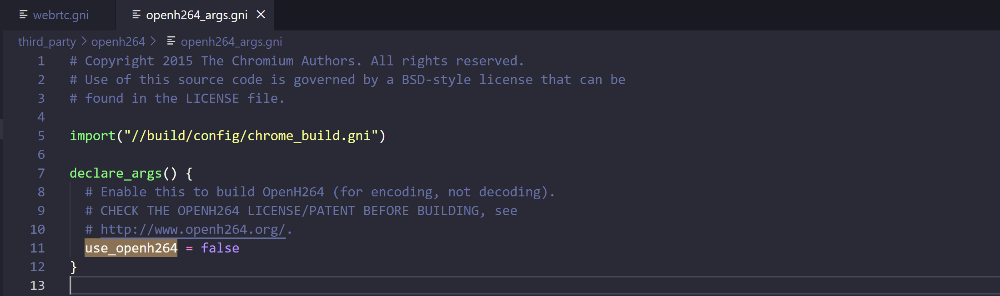 webrtc.gni openh264_args.gni
third_party > openh264 > openh264_args.gni
1 # Copyright 2015 The Chromium Authors. All rights reserved.
2 # Use of this source code is governed by a BSD-style license that can be
3 # found in the LICENSE file.
4
5 import("//build/config/chrome_build.gni")
6
7 declare_args() {
8 # Enable this to build OpenH264 (for encoding, not decoding).
9 # CHECK THE OPENH264 LICENSE/PATENT BEFORE BUILDING, see
10 # http://www.openh264.org/.
11 use_openh264 = false
12 }
13